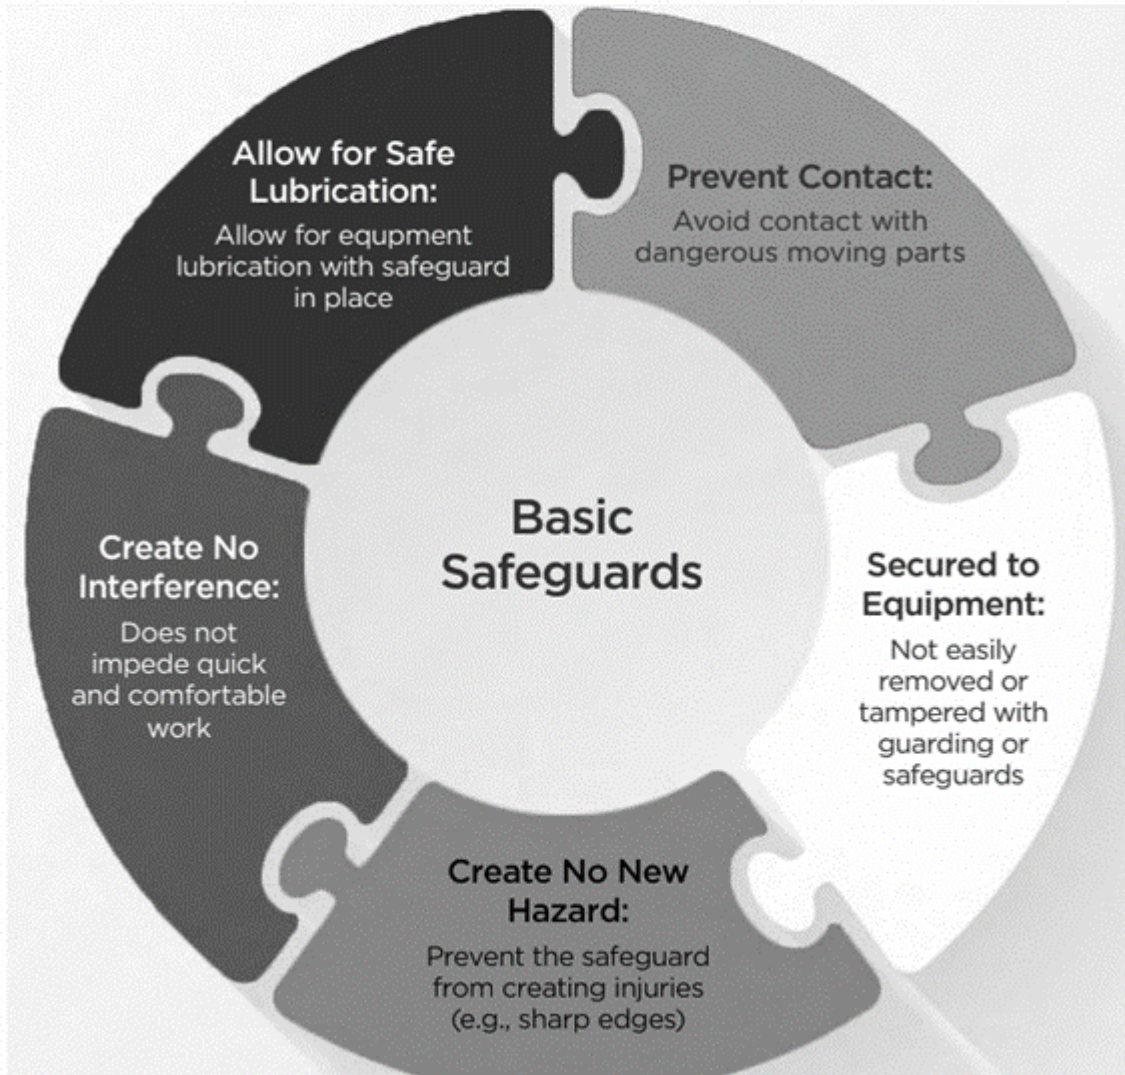 Basic
Safeguards
Prevent Contact:
Avoid contact with
dangerous moving parts
Secured to
Equipment:
Not easily
removed or
tampered with
guarding or
safeguards
Create No New
Hazard:
Prevent the safeguard
from creating injuries
(e.g., sharp edges)
Create No
Interference:
Does not
impede quick
and comfortable
work
Allow for Safe
Lubrication:
Allow for equpment
lubrication with safeguard
in place